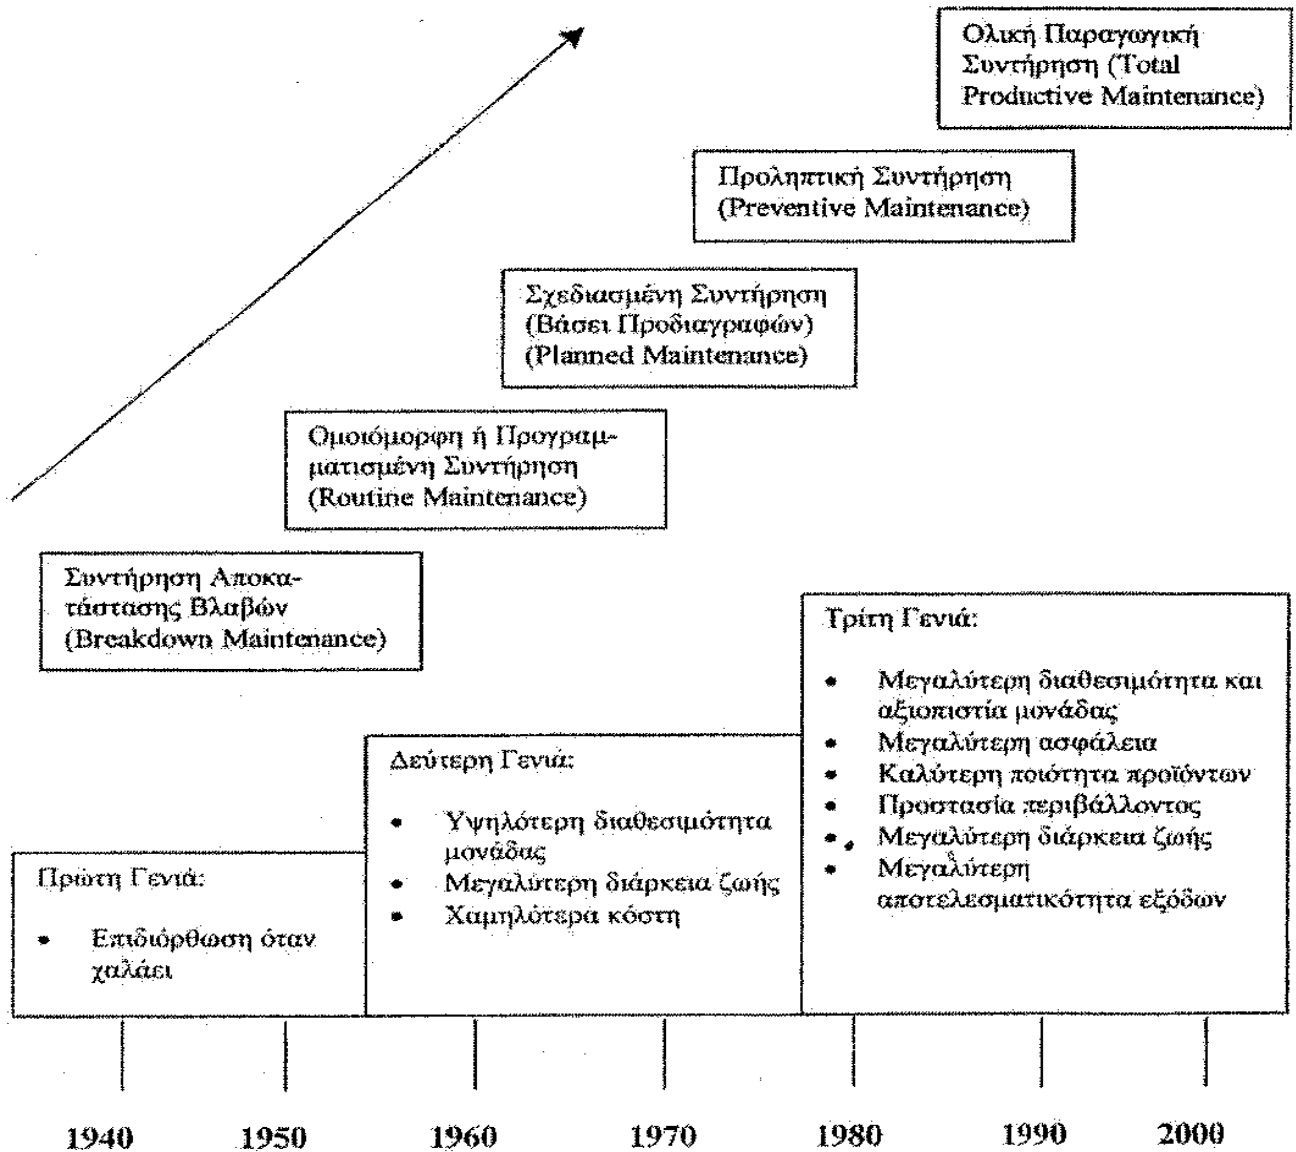 Ολική Παραγωγική
Συντήρηση (Total
Productive Maintenance)
Προληπτική Συντήρηση
(Preventive Maintenance)
Σχεδιασμένη Συντήρηση
(Βάσει Προδιαγραφών)
(Planned Maintenance)
Ομοιόμορφη ή Προγραμ-
ματισμένη Συντήρηση
(Routine Maintenance)
Συντήρηση Αποκα-
τάστασης Βλαβών
(Breakdown Maintenance)
Πρώτη Γενιά:
• Επιδιόρθωση όταν
χαλάει
Δεύτερη Γενιά:
• Υψηλότερη διαθεσιμότητα
μονάδας
• Μεγαλύτερη διάρκεια ζωής
• Χαμηλότερα κόστη
Τρίτη Γενιά:
• Μεγαλύτερη διαθεσιμότητα και
αξιοπιστία μονάδας
• Μεγαλύτερη ασφάλεια
• Καλύτερη ποιότητα προϊόντων
• Προστασία περιβάλλοντος
• Μεγαλύτερη διάρκεια ζωής
• Μεγαλύτερη
αποτελεσματικότητα εξόδων
1940 1950 1960 1970 1980 1990 2000